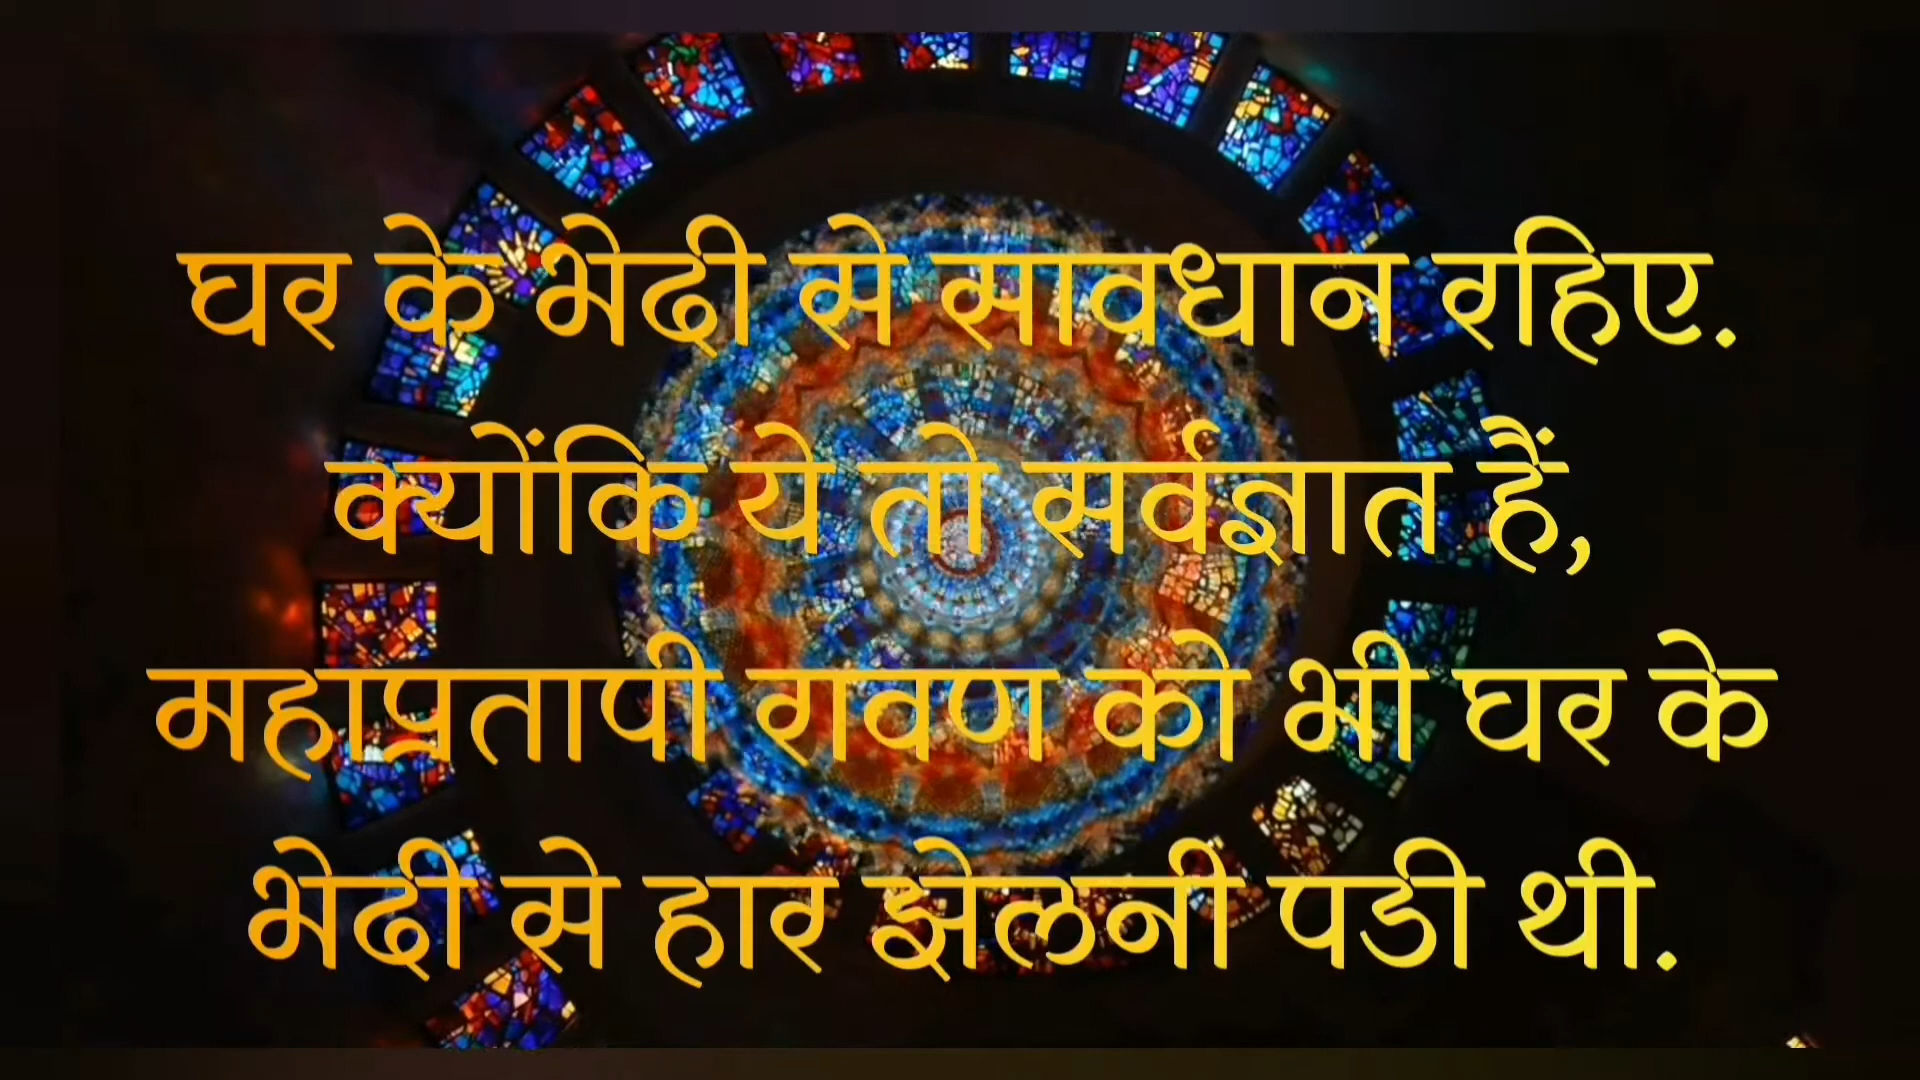 घर के भेदी से सावधान रहिए.
क्योंकि ये तो सर्वज्ञात हैं,
महाप्रतापी रावण को भी घर के
भेदी से हार झेलनी पडी थी.